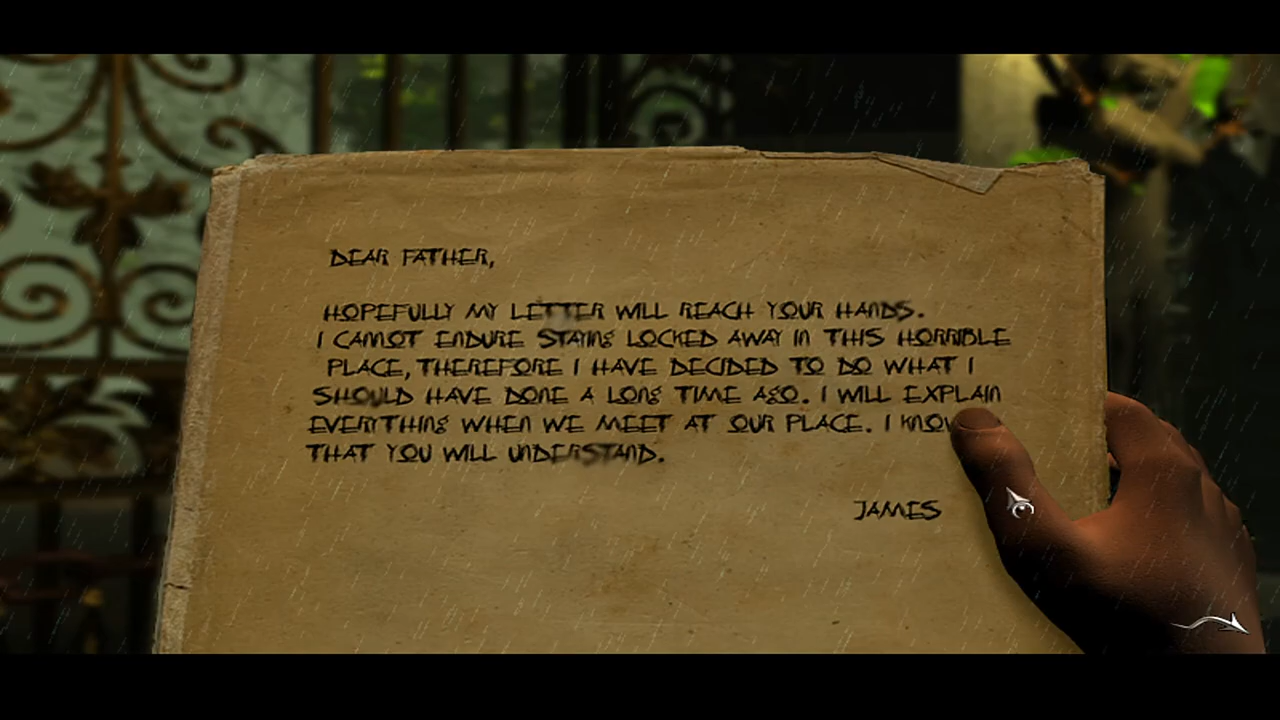 DEAR FATHER,
HOPEFULLY MY LETTER WILL REACH YOUR HANDS.
I CANNOT ENDURE STAYING LOCKED AWAY IN THIS HORRIBLE
PLACE, THEREFORE I HAVE DECIDED TO DO WHAT I
SHOULD HAVE DONE A LONG TIME AGO. I WILL EXPLAIN
EVERYTHING WHEN WE MEET AT OUR PLACE. I KNOW
THAT YOU WILL UNDERSTAND.
JAMES